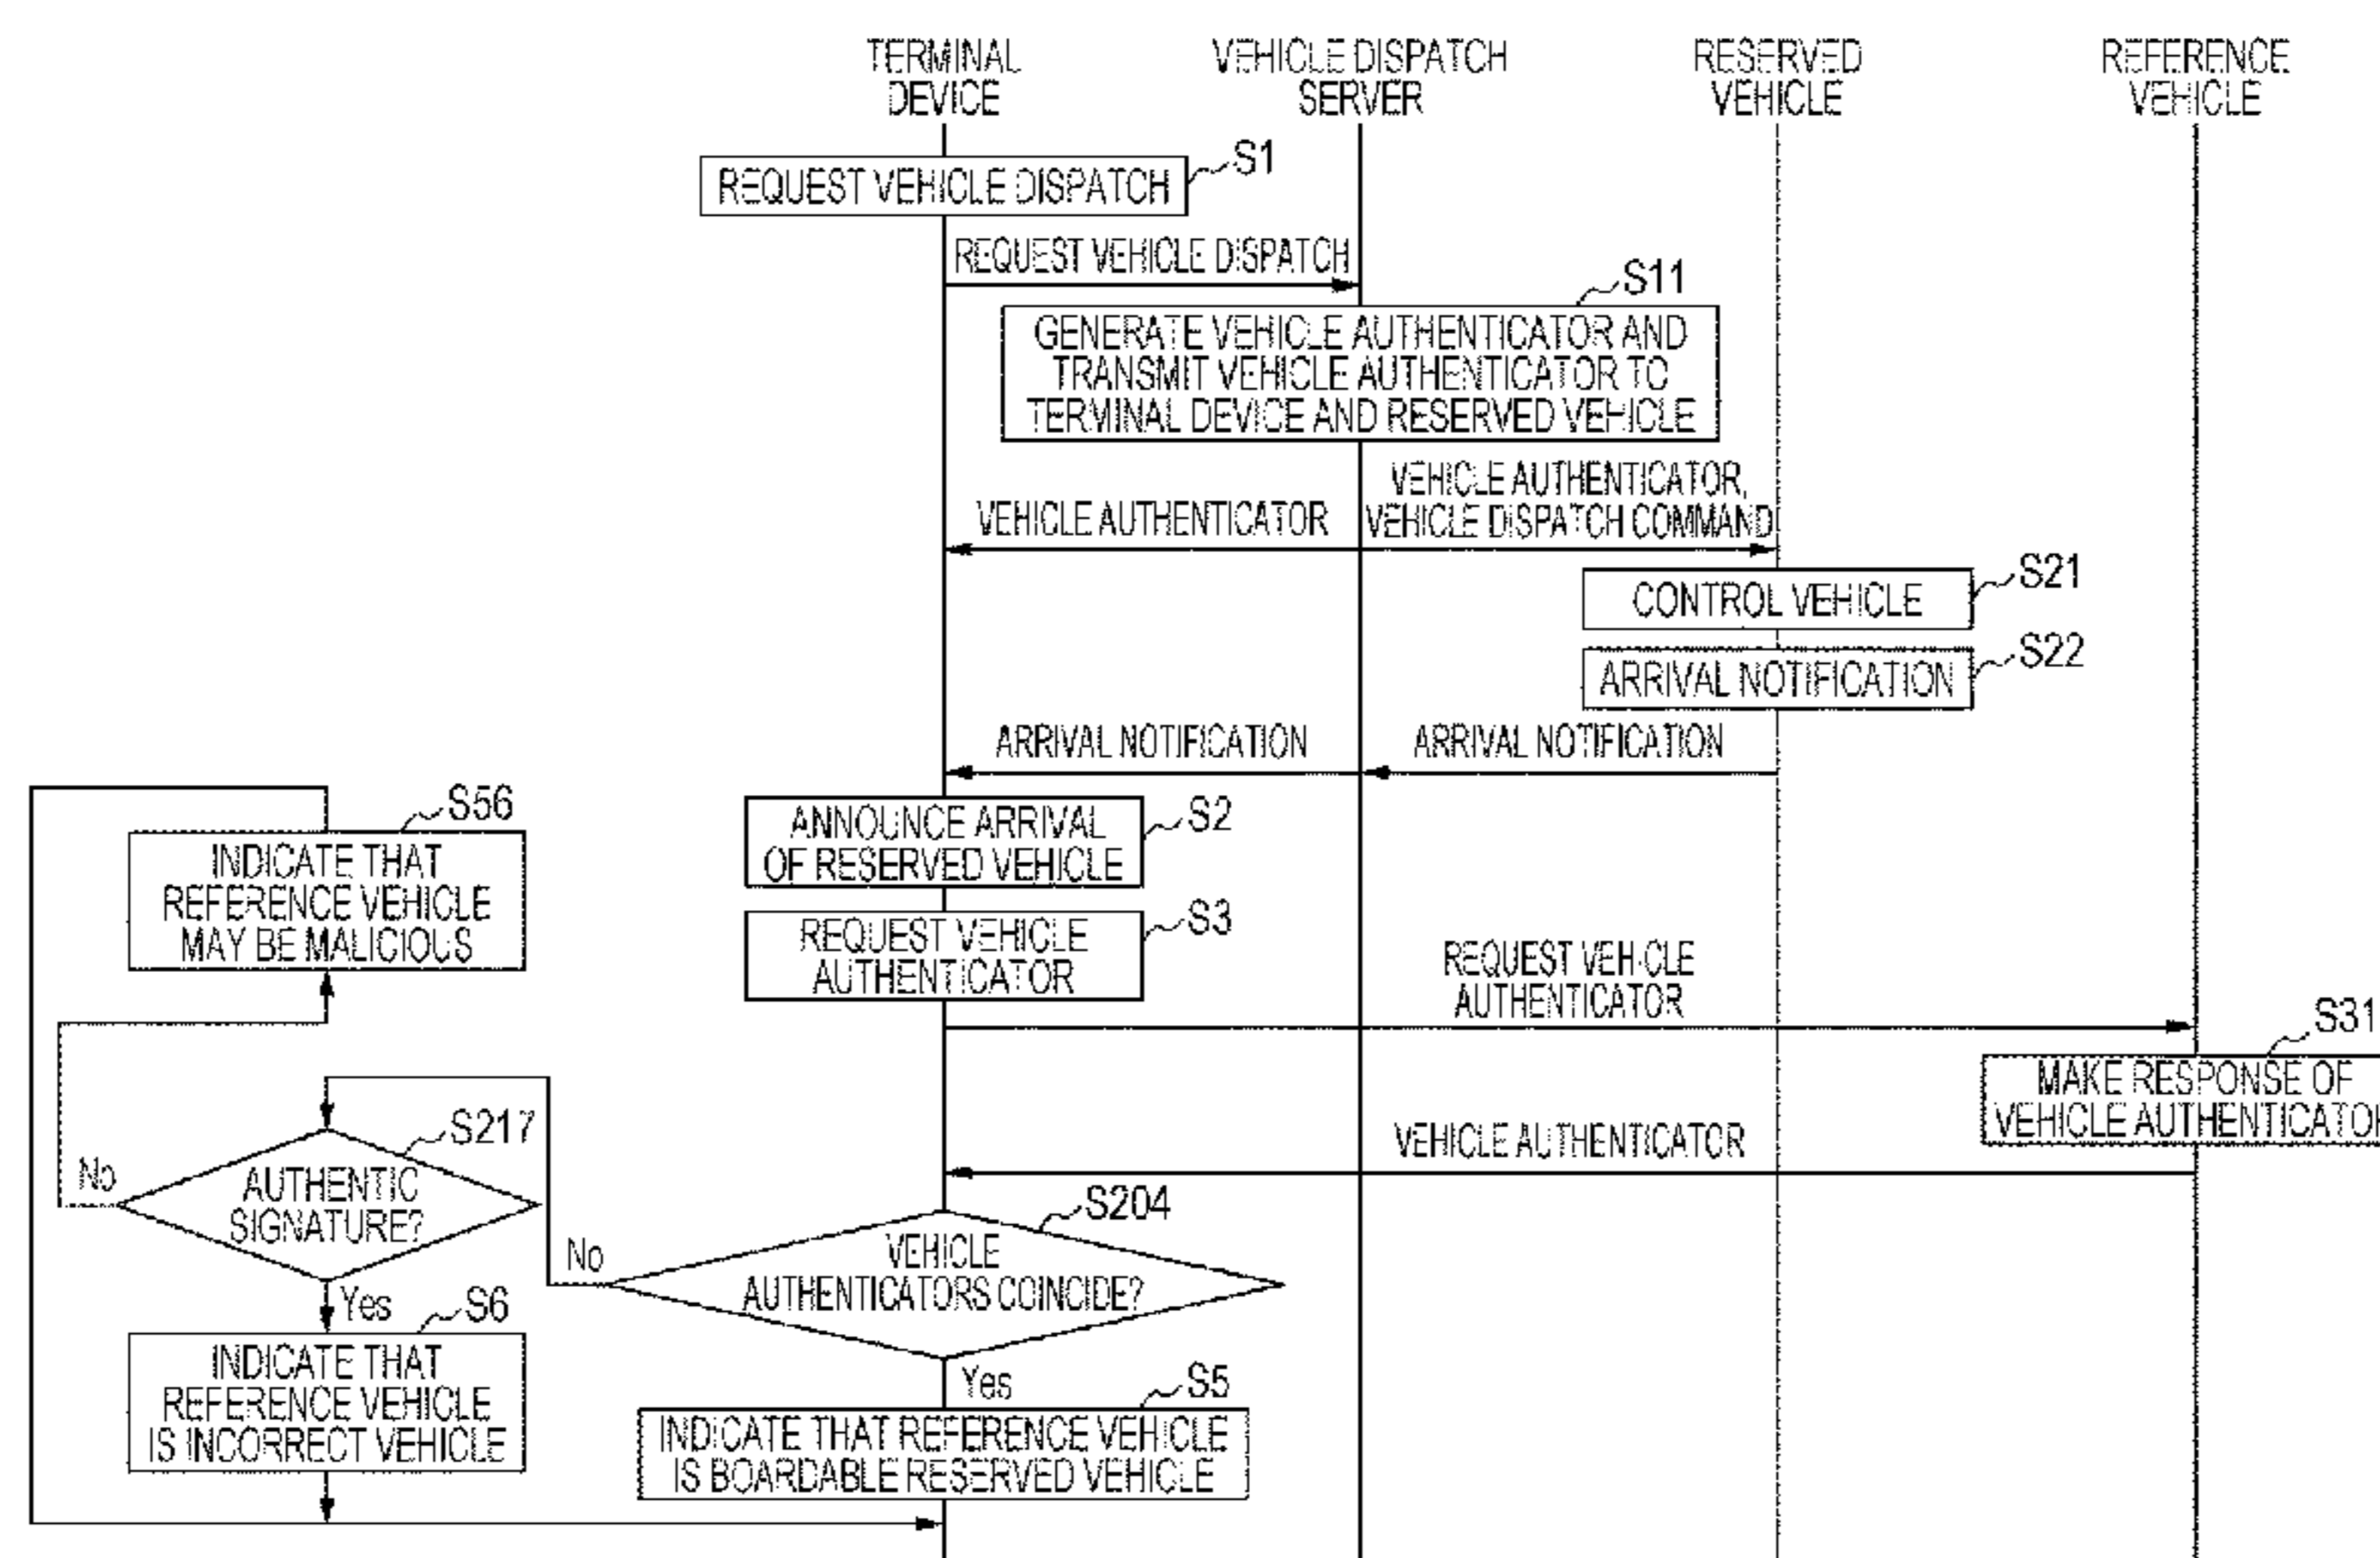 TERMINAL
DEVICE
VEHICLE DISPATCH
SERVER
RESERVED
VEHICLE
REFERENCE
VEHICLE
S1
REQUEST VEHICLE DISPATCH
REQUEST VEHICLE DISPATCH
S11
GENERATE VEHICLE AUTHENTICATOR AND
TRANSMIT VEHICLE AUTHENTICATOR TO
TERMINAL DEVICE AND RESERVED VEHICLE
VEHICLE AUTHENTICATOR
VEHICLE AUTHENTICATOR,
VEHICLE DISPATCH COMMAND
S21
CONTROL VEHICLE
S22
ARRIVAL NOTIFICATION
ARRIVAL NOTIFICATION
ARRIVAL NOTIFICATION
S2
ANNOUNCE ARRIVAL
OF RESERVED VEHICLE
S3
REQUEST VEHICLE
AUTHENTICATOR
REQUEST VEHICLE
AUTHENTICATOR
S31
MAKE RESPONSE OF
VEHICLE AUTHENTICATOR
VEHICLE AUTHENTICATOR
S204
VEHICLE
AUTHENTICATORS COINCIDE?
No
Yes
S5
INDICATE THAT REFERENCE VEHICLE
IS BOARDABLE RESERVED VEHICLE
S56
INDICATE THAT
REFERENCE VEHICLE
MAY BE MALICIOUS
S217
AUTHENTIC
SIGNATURE?
No
Yes
S6
INDICATE THAT
REFERENCE VEHICLE
IS INCORRECT VEHICLE